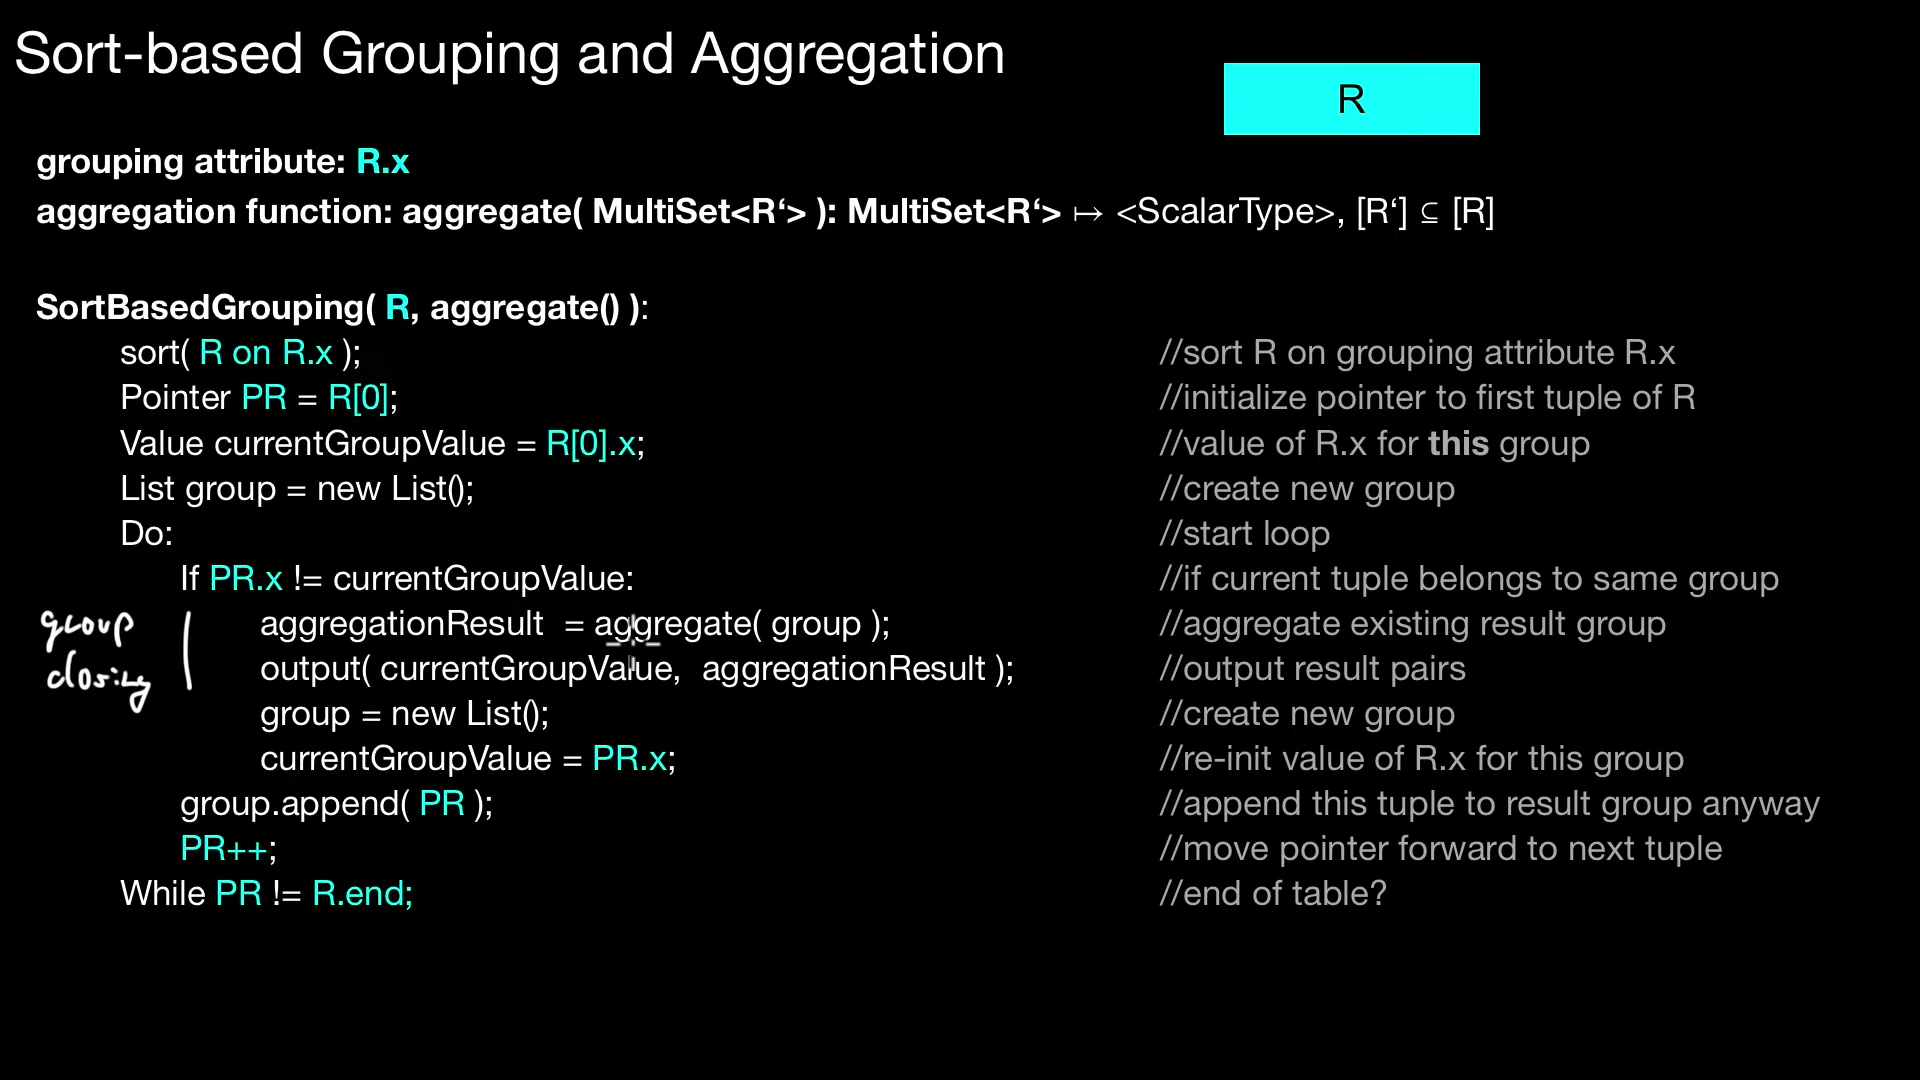 Sort-based Grouping and Aggregation
R
grouping attribute: R.x
aggregation function: aggregate( MultiSet<R‘> ): MultiSet<R‘> ↦ <ScalarType>, [R‘] ⊆ [R]
SortBasedGrouping( R, aggregate() ):
sort( R on R.x ); //sort R on grouping attribute R.x
Pointer PR = R[0]; //initialize pointer to first tuple of R
Value currentGroupValue = R[0].x; //value of R.x for this group
List group = new List(); //create new group
Do: //start loop
If PR.x != currentGroupValue: //if current tuple belongs to same group
group aggregationResult = aggregate( group ); //aggregate existing result group
closing output( currentGroupValue, aggregationResult ); //output result pairs
group = new List(); //create new group
currentGroupValue = PR.x; //re-init value of R.x for this group
group.append( PR ); //append this tuple to result group anyway
PR++; //move pointer forward to next tuple
While PR != R.end; //end of table?